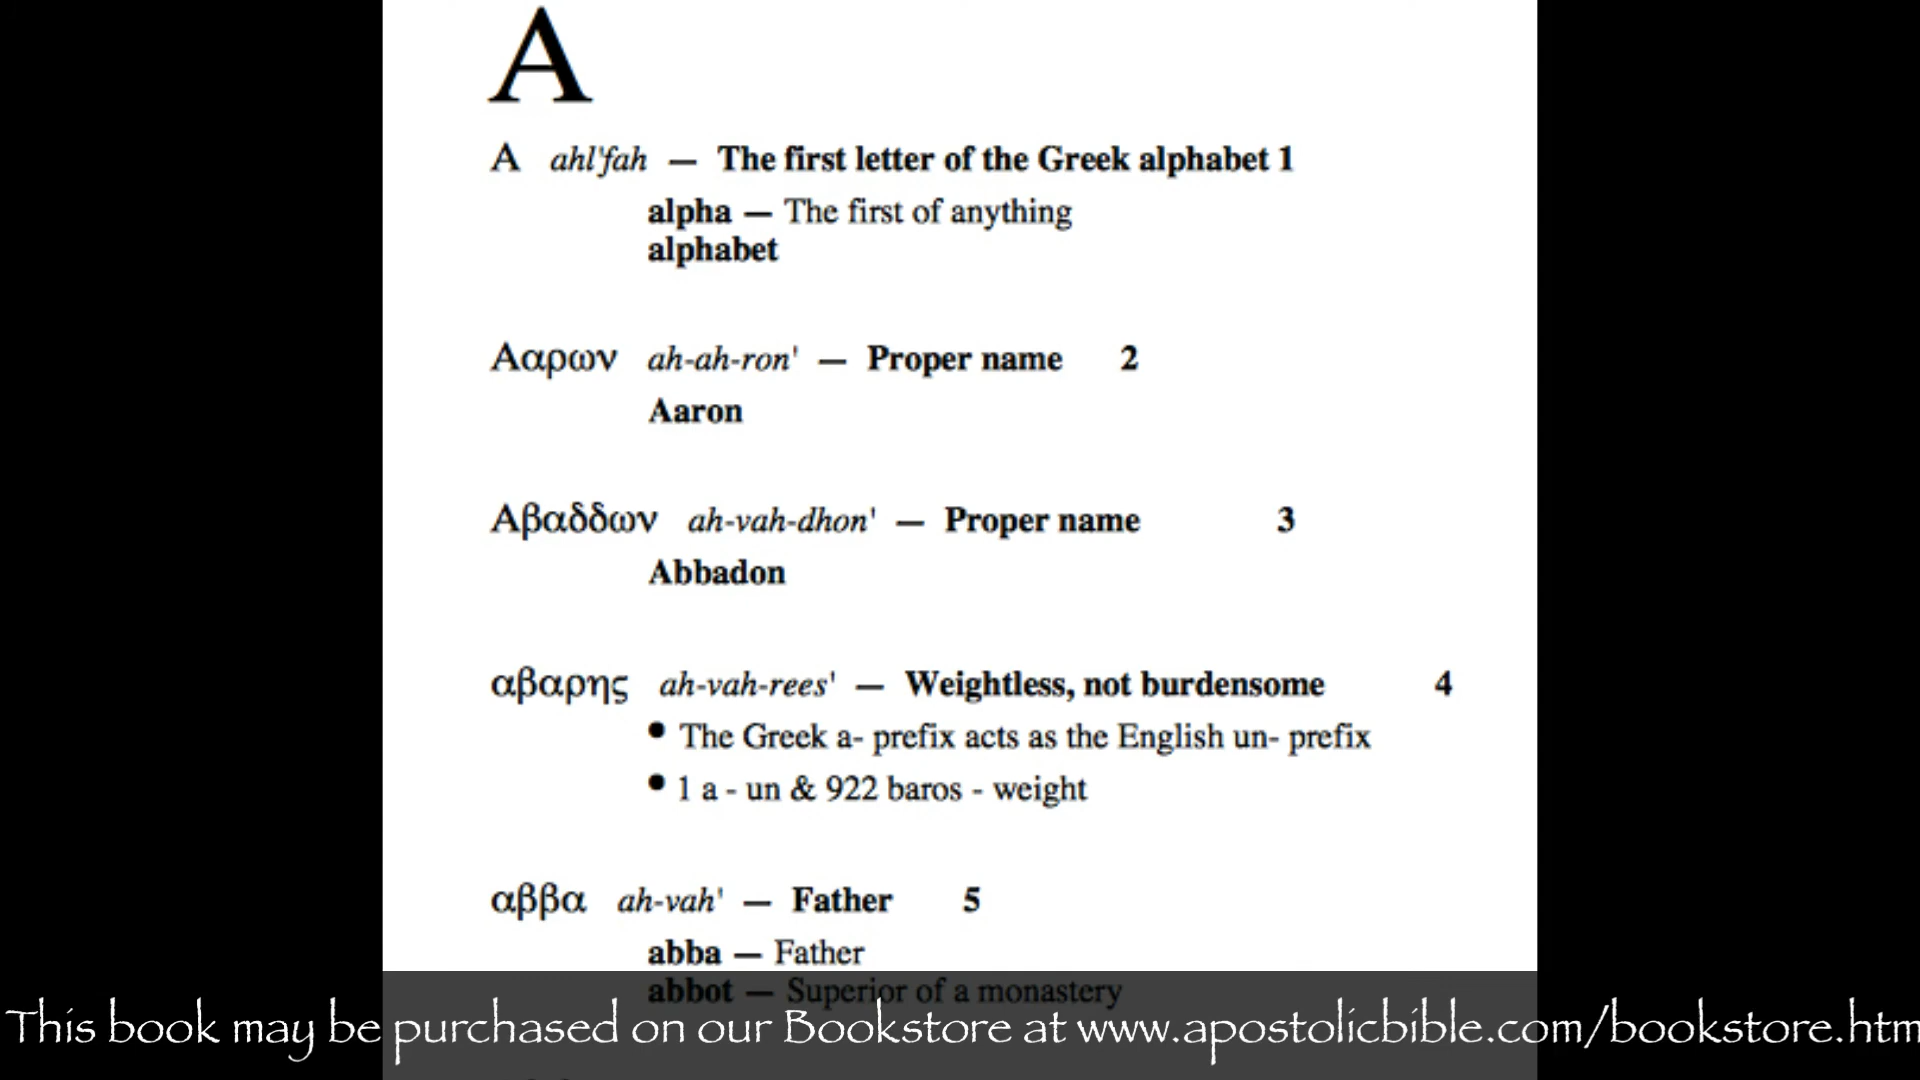 A
A ahl'fah — The first letter of the Greek alphabet 1
alpha — The first of anything
alphabet
Ααρων ah-ah-ron' — Proper name 2
Aaron
Αβαδδων ah-vah-dhon' — Proper name 3
Abbadon
αβαρης ah-vah-rees' — Weightless, not burdensome 4
• The Greek a- prefix acts as the English un- prefix
• 1 a - un & 922 baros - weight
αββα ah-vah' — Father 5
abba — Father
abbot — Superior of a monastery
This book may be purchased on our Bookstore at www.apostolicbible.com/bookstore.htm